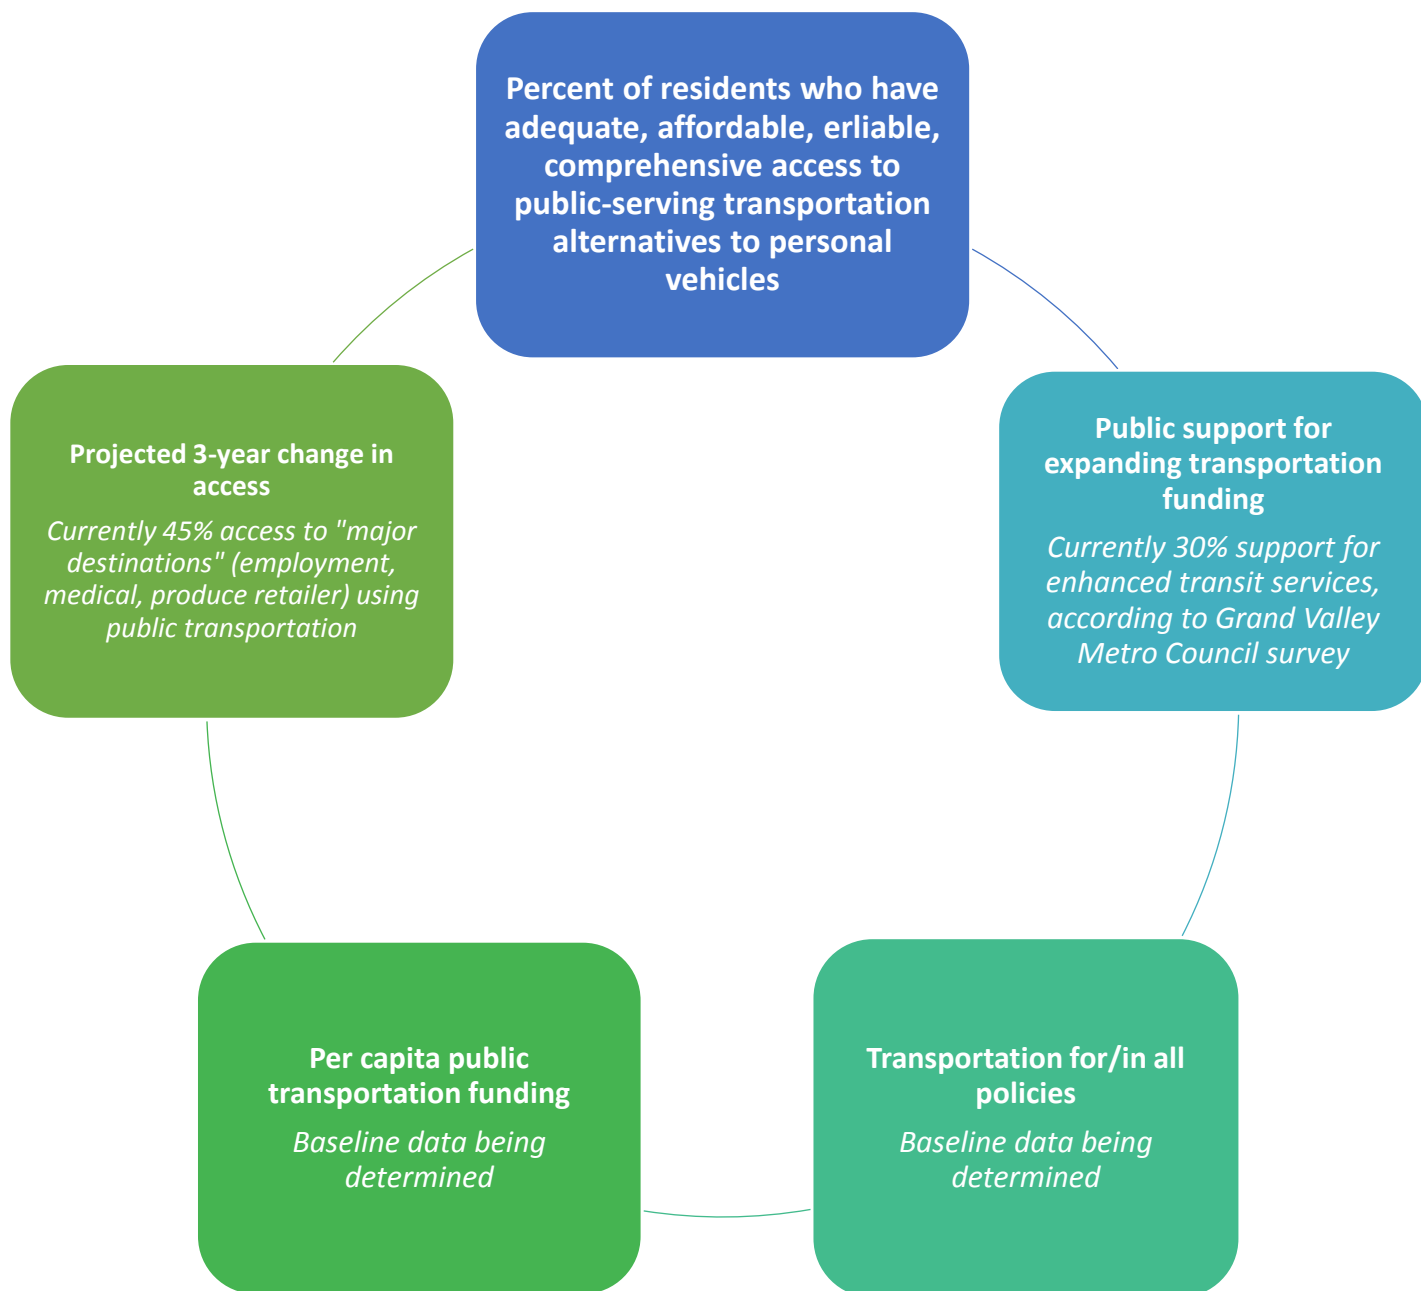 Percent of residents who have
adequate, affordable, erliable,
comprehensive access to
public-serving transportation
alternatives to personal
vehicles
Public support for
expanding transportation
funding
Currently 30% support for
enhanced transit services,
according to Grand Valley
Metro Council survey
Transportation for/in all
policies
Baseline data being
determined
Per capita public
transportation funding
Baseline data being
determined
Projected 3-year change in
access
Currently 45% access to "major
destinations" (employment,
medical, produce retailer) using
public transportation